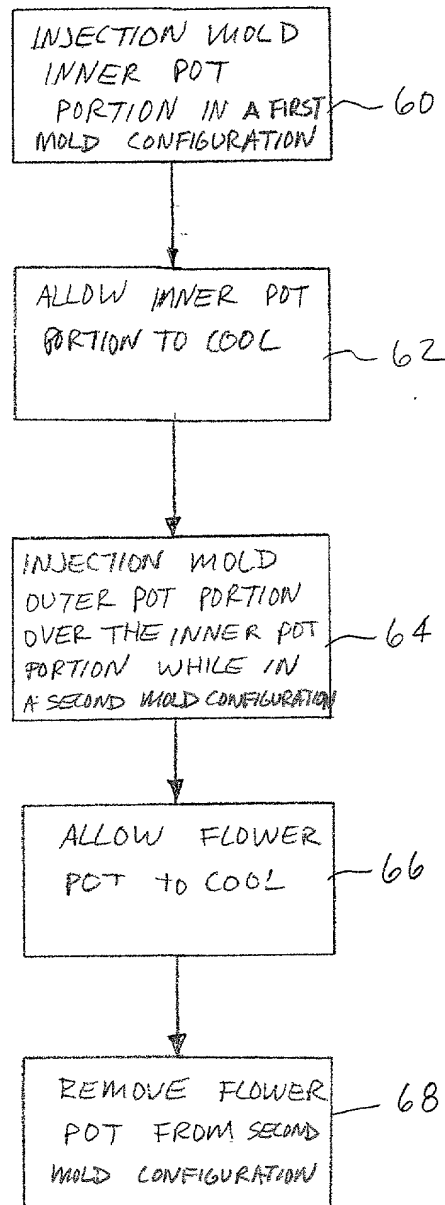 INJECTION MOLD
INNER POT
PORTION IN A FIRST
MOLD CONFIGURATION
60
ALLOW INNER POT
PORTION TO COOL
62
INJECTION MOLD
OUTER POT PORTION
OVER THE INNER POT
PORTION WHILE IN
A SECOND MOLD CONFIGURATION
64
ALLOW FLOWER
POT TO COOL
66
REMOVE FLOWER
POT FROM SECOND
MOLD CONFIGURATION
68